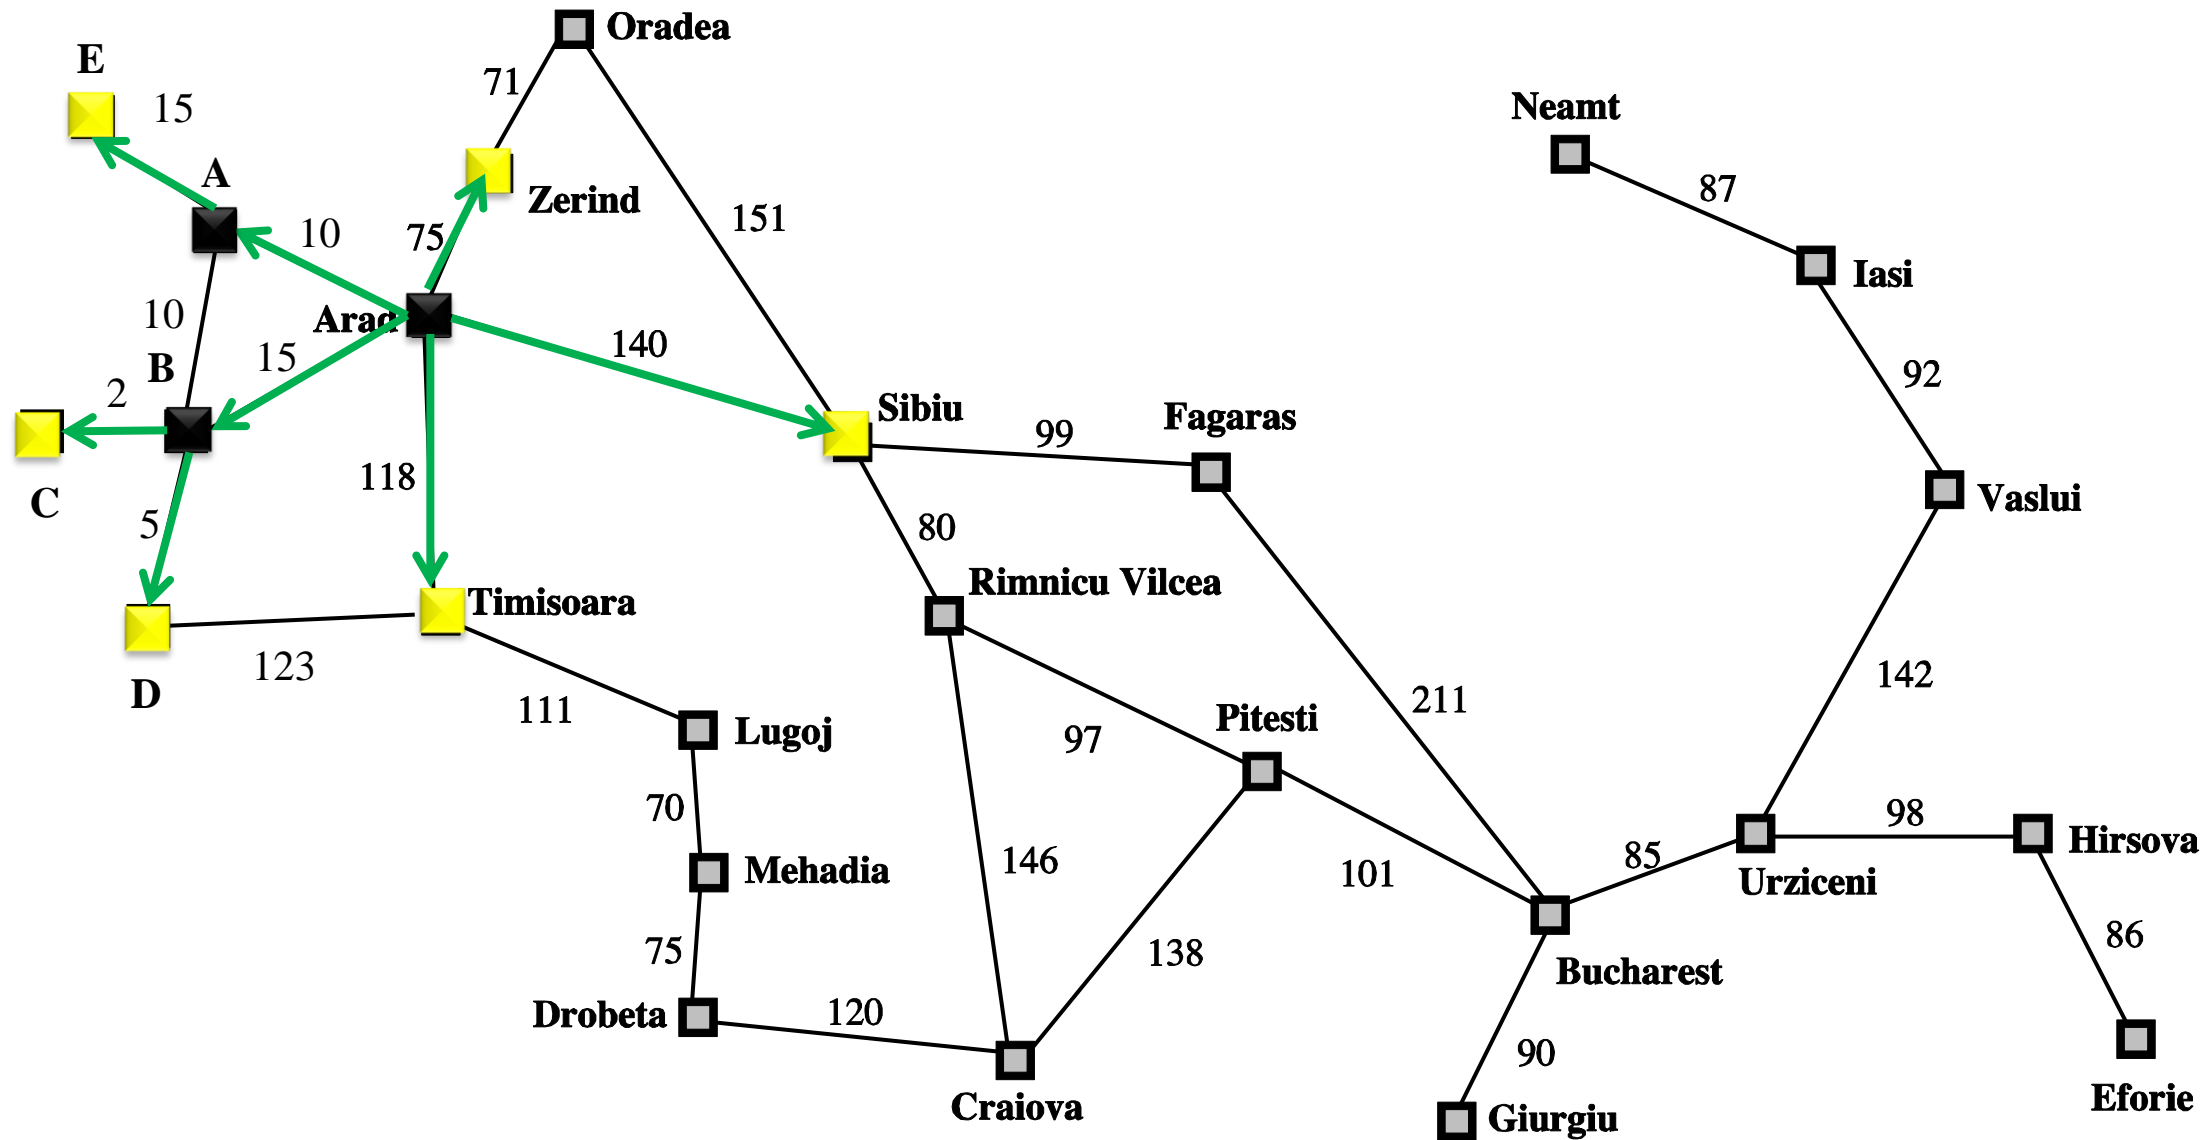 Oradea
E
71
15
Neamt
A
Zerind
87
10
75
151
Iasi
10
Arad
140
B
15
92
2
Sibiu
Fagaras
99
118
C
Vaslui
5
80
Rimnicu Vilcea
Timisoara
123
142
D
111
211
Pitesti
Lugoj
97
70
98
Hirsova
146
85
Mehadia
101
Urziceni
86
75
138
Bucharest
120
Drobeta
90
Craiova
Eforie
Giurgiu